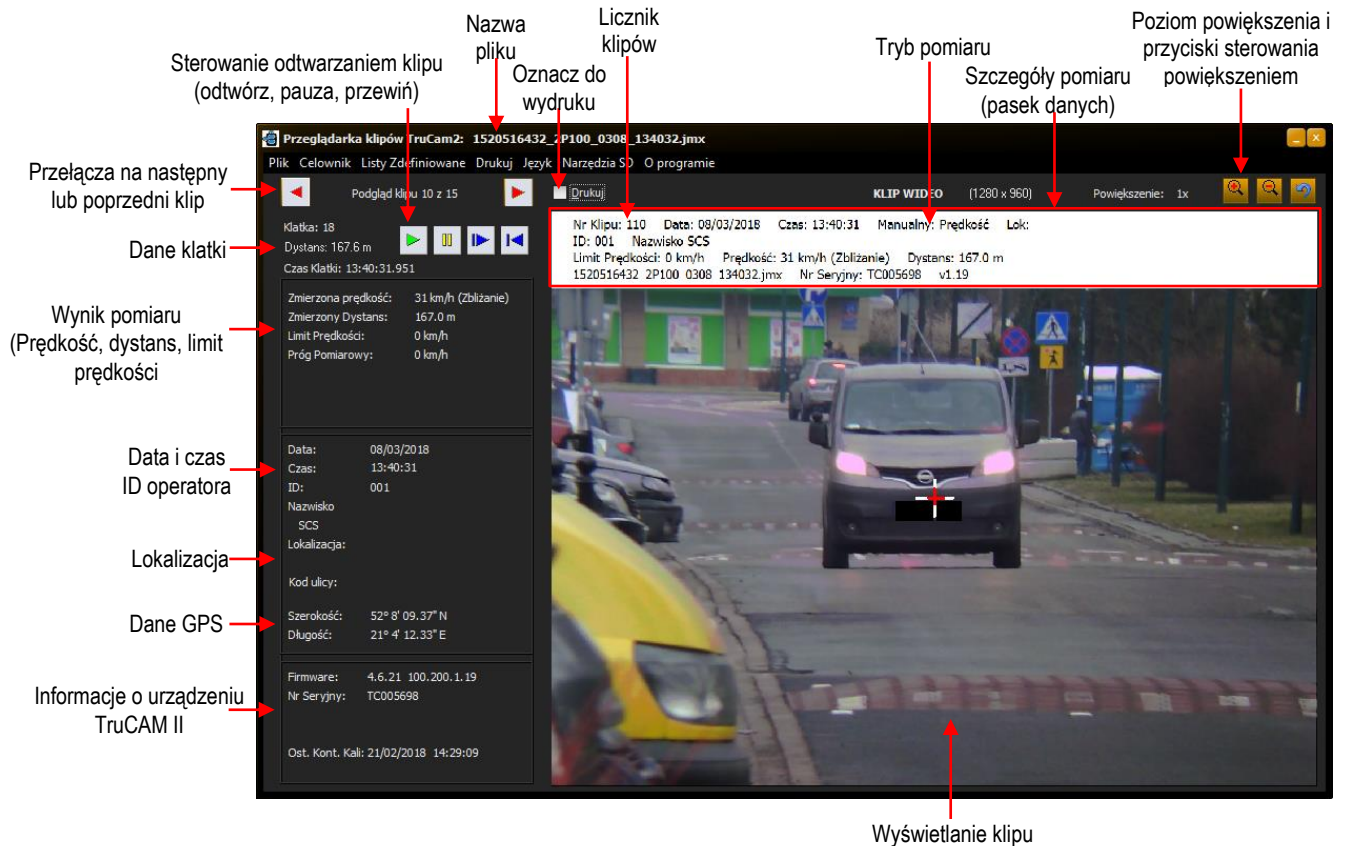 Nazwa
pliku
Licznik
klipów
Poziom powiększenia i
przyciski sterowania
powiększeniem
Tryb pomiaru
Sterowanie odtwarzaniem klipu
(odtwórz, pauza, przewiń)
Oznacz do
wydruku
Szczegóły pomiaru
(pasek danych)
Przełącza na następny
lub poprzedni klip
Dane klatki
Wynik pomiaru
(Prędkość, dystans, limit
prędkości
Data i czas
ID operatora
Lokalizacja
Dane GPS
Informacje o urządzeniu
TruCAM II
Przeglądarka klipów TruCam2: 1520516432_2P100_0308_134032.jmx
Plik Celownik Listy Zdefiniowane Drukuj Język Narzędzia SD O programie
Podgląd klipu 10 z 15
Drukuj
KLIP WIDEO (1280 x 960) Powiększenie: 1x
Klatka: 18
Dystans: 167.6 m
Czas Klatki: 13:40:31.951
Nr Klipu: 110 Data: 08/03/2018 Czas: 13:40:31 Manualny: Prędkość Lok:
ID: 001 Nazwisko SCS
Limit Prędkości: 0 km/h Prędkość: 31 km/h (Zbliżanie) Dystans: 167.0 m
1520516432_2P100_0308_134032.jmx Nr Seryjny: TC005698 v1.19
Zmierzona prędkość: 31 km/h (Zbliżanie)
Zmierzony Dystans: 167.0 m
Limit Prędkości: 0 km/h
Próg Pomiarowy: 0 km/h
Data: 08/03/2018
Czas: 13:40:31
ID: 001
Nazwisko
SCS
Lokalizacja:
Kod ulicy:
Szerokość: 52° 8' 09.37" N
Długość: 21° 4' 12.33" E
Firmware: 4.6.21 100.200.1.19
Nr Seryjny: TC005698
Ost. Kont. Kali: 21/02/2018 14:29:09
Wyświetlanie klipu